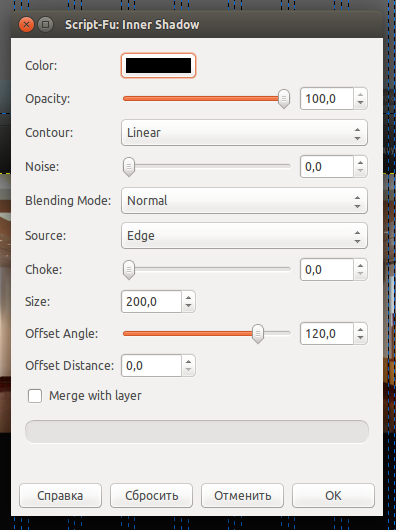 Script-Fu: Inner Shadow
Color:
Opacity: 100,0
Contour: Linear
Noise: 0,0
Blending Mode: Normal
Source: Edge
Choke: 0,0
Size: 200,0
Offset Angle: 120,0
Offset Distance: 0,0
Merge with layer
Справка Сбросить Отменить OK